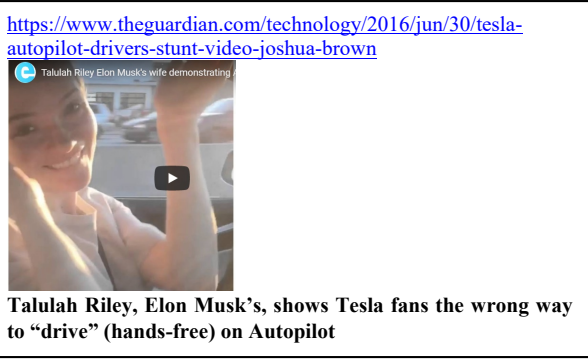 https://www.theguardian.com/technology/2016/jun/30/tesla-
autopilot-drivers-stunt-video-joshua-brown
Talulah Riley Elon Musk's wife demonstrating
Talulah Riley, Elon Musk's, shows Tesla fans the wrong way
to “drive” (hands-free) on Autopilot